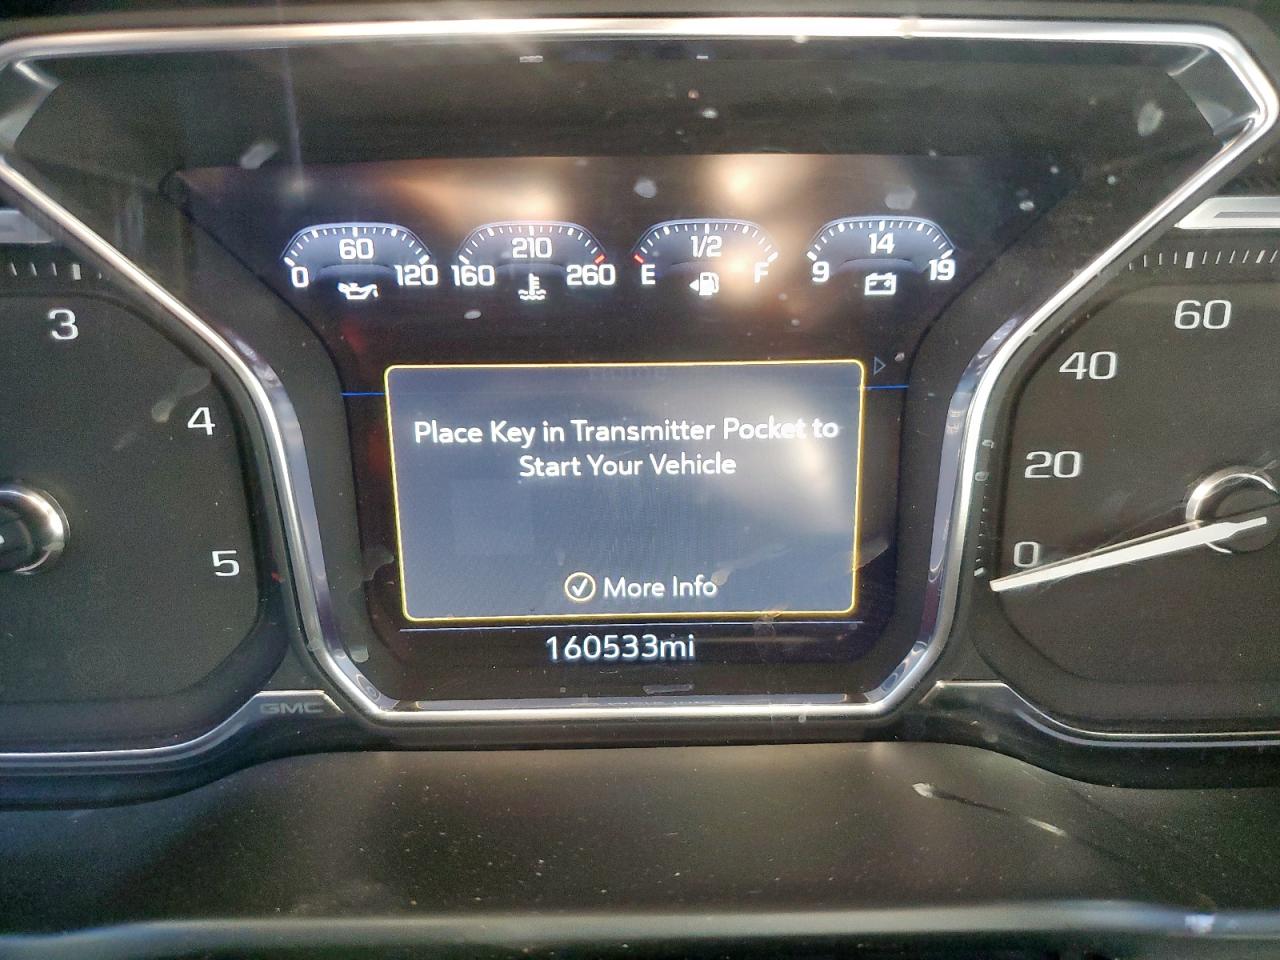 60
0 120
210
160 260
1/2
E F
14
9 19
3
4
5
60
40
20
0
Place Key in Transmitter Pocket to
Start Your Vehicle
More Info
160533mi
GMC